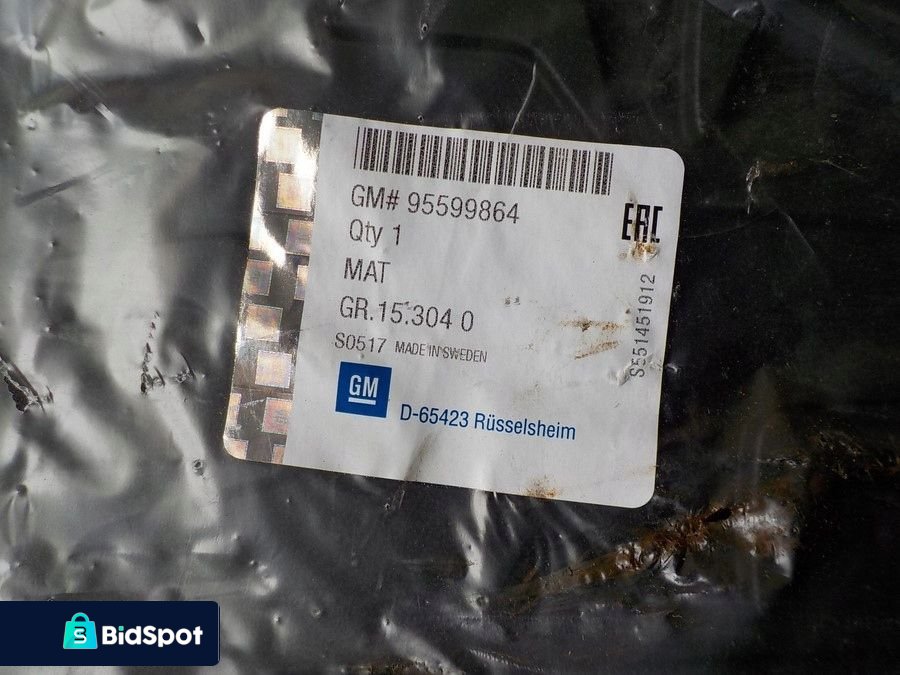 GM# 95599864
Qty 1
MAT
GR.15.304 0
S0517 MADE IN SWEDEN
GM
D-65423 Rüsselsheim
EAC
S551451912
BidSpot